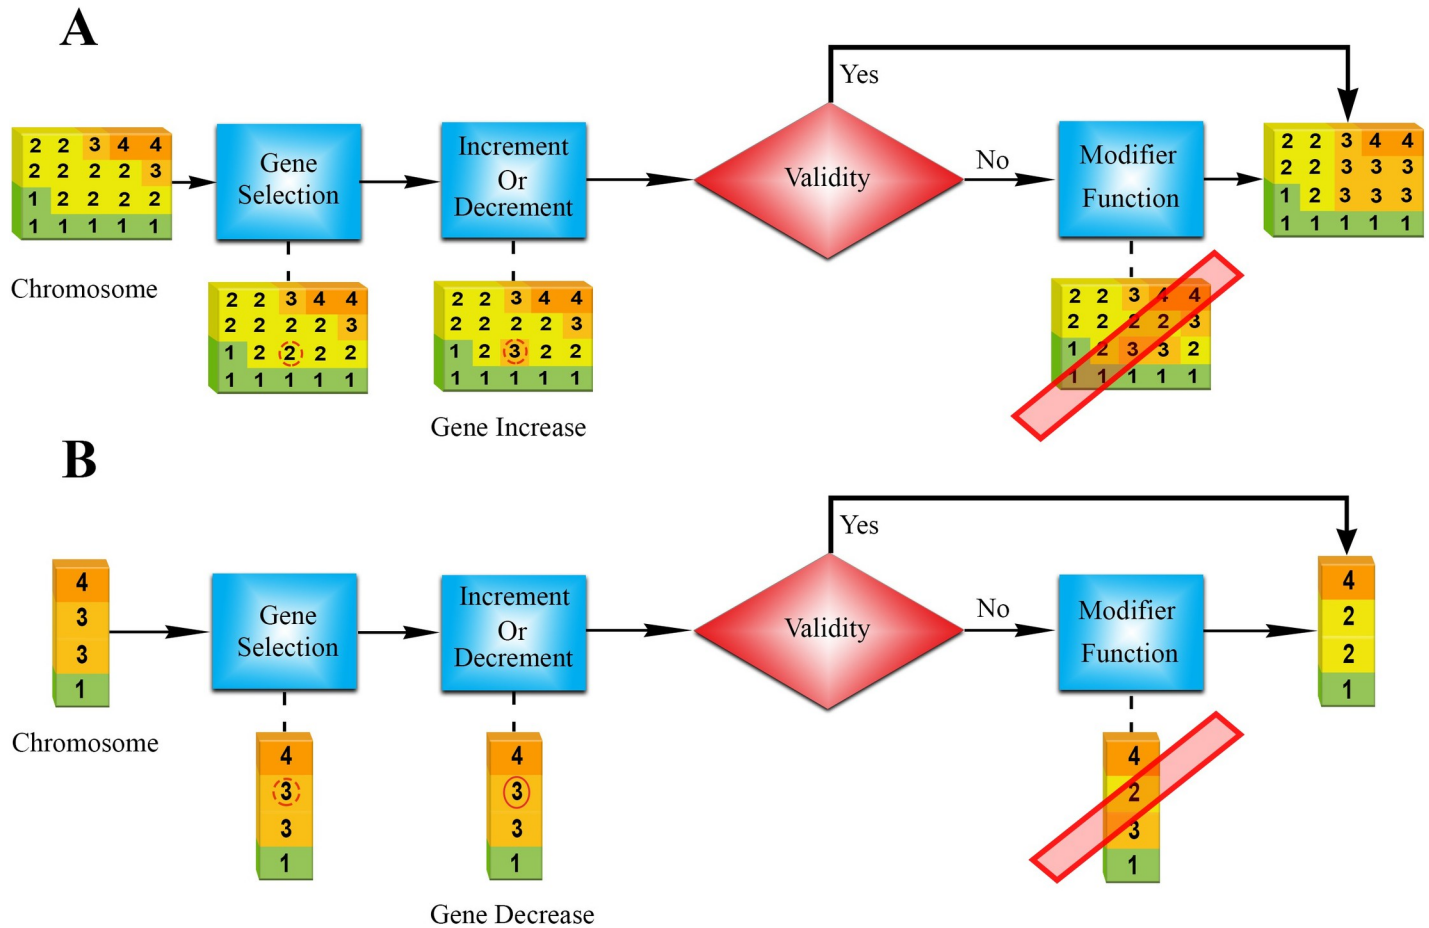 A
Yes
2 2 3 4 4
2 2 2 2 3
1 2 2 2 2
1 1 1 1 1
Chromosome
Gene
Selection
2 2 3 4 4
2 2 2 2 3
1 2 2 2 2
1 1 1 1 1
Increment
Or
Decrement
2 2 3 4 4
2 2 2 2 3
1 2 3 2 2
1 1 1 1 1
Gene Increase
Validity
No
Modifier
Function
2 2 3 4 4
2 2 2 2 3
1 2 3 3 2
1 1 1 1 1
2 2 3 4 4
2 2 3 3 3
1 2 3 3 3
1 1 1 1 1
B
Yes
4
3
3
1
Chromosome
Gene
Selection
4
3
3
1
Increment
Or
Decrement
4
3
3
1
Gene Decrease
Validity
No
Modifier
Function
4
2
3
1
4
2
2
1